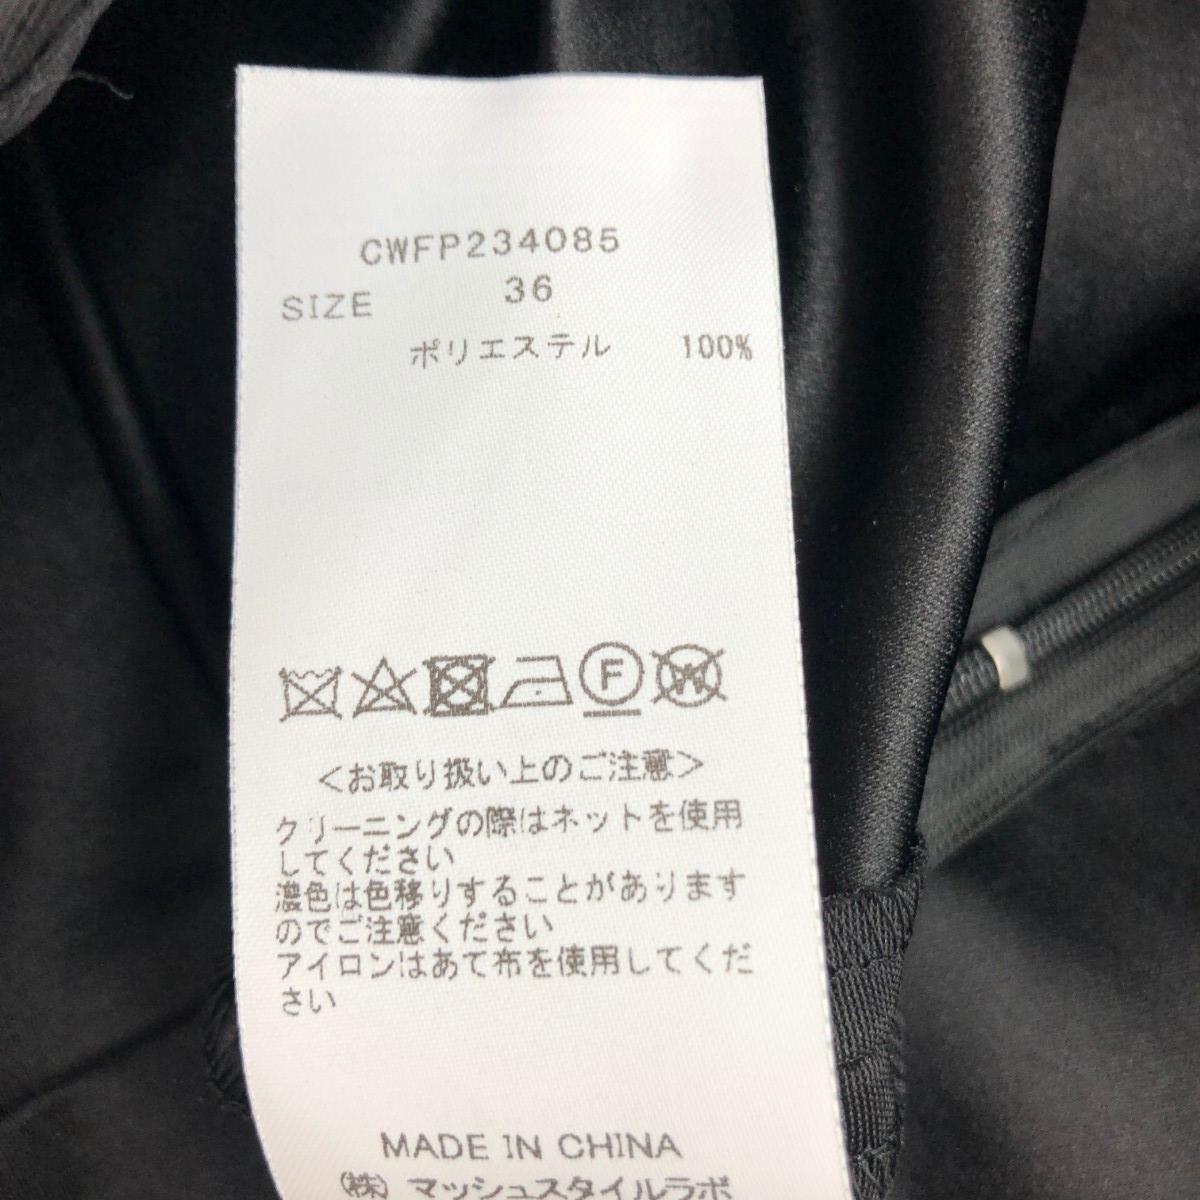 CWFP234085
SIZE 36
ポリエステル 100%
F
W
<お取り扱い上のご注意>
クリーニングの際はネットを使用
してください
濃色は色移りすることがあります
のでご注意ください
アイロンはあて布を使用してくだ
さい
MADE IN CHINA
(株)マッシュスタイルラボ